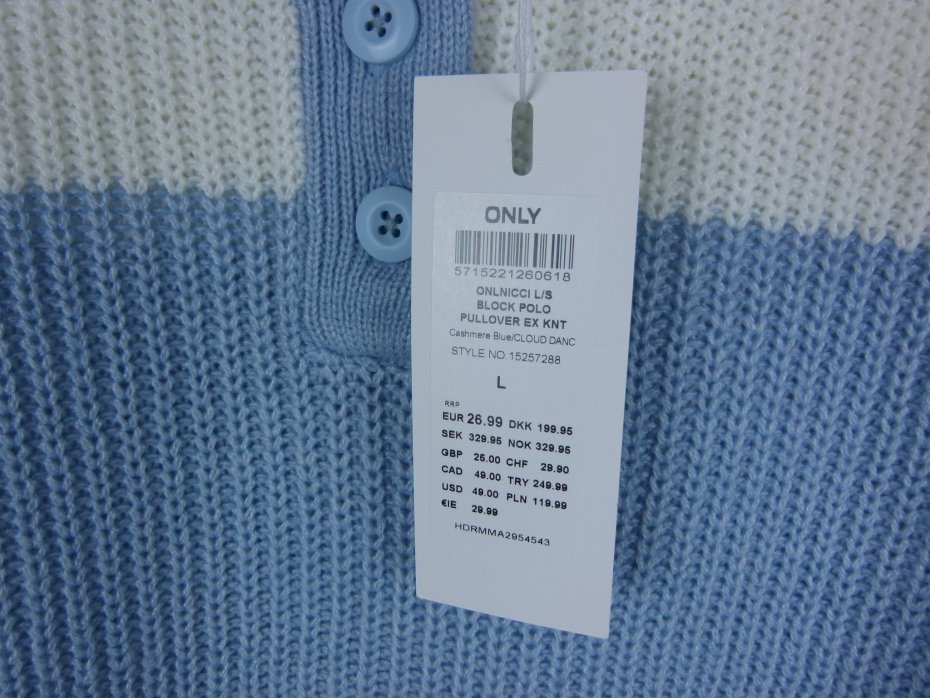 ONLY
5715221260618
ONLNICCI L/S
BLOCK POLO
PULLOVER EX KNT
Cashmere Blue/CLOUD DANC
STYLE NO.15257288
L
RRP
EUR 26.99 DKK 199.95
SEK 329.95 NOK 329.95
GBP 25.00 CHF 29.90
CAD 49.00 TRY 249.99
USD 49.00 PLN 119.99
€IE 29.99
HDRMMA2954543